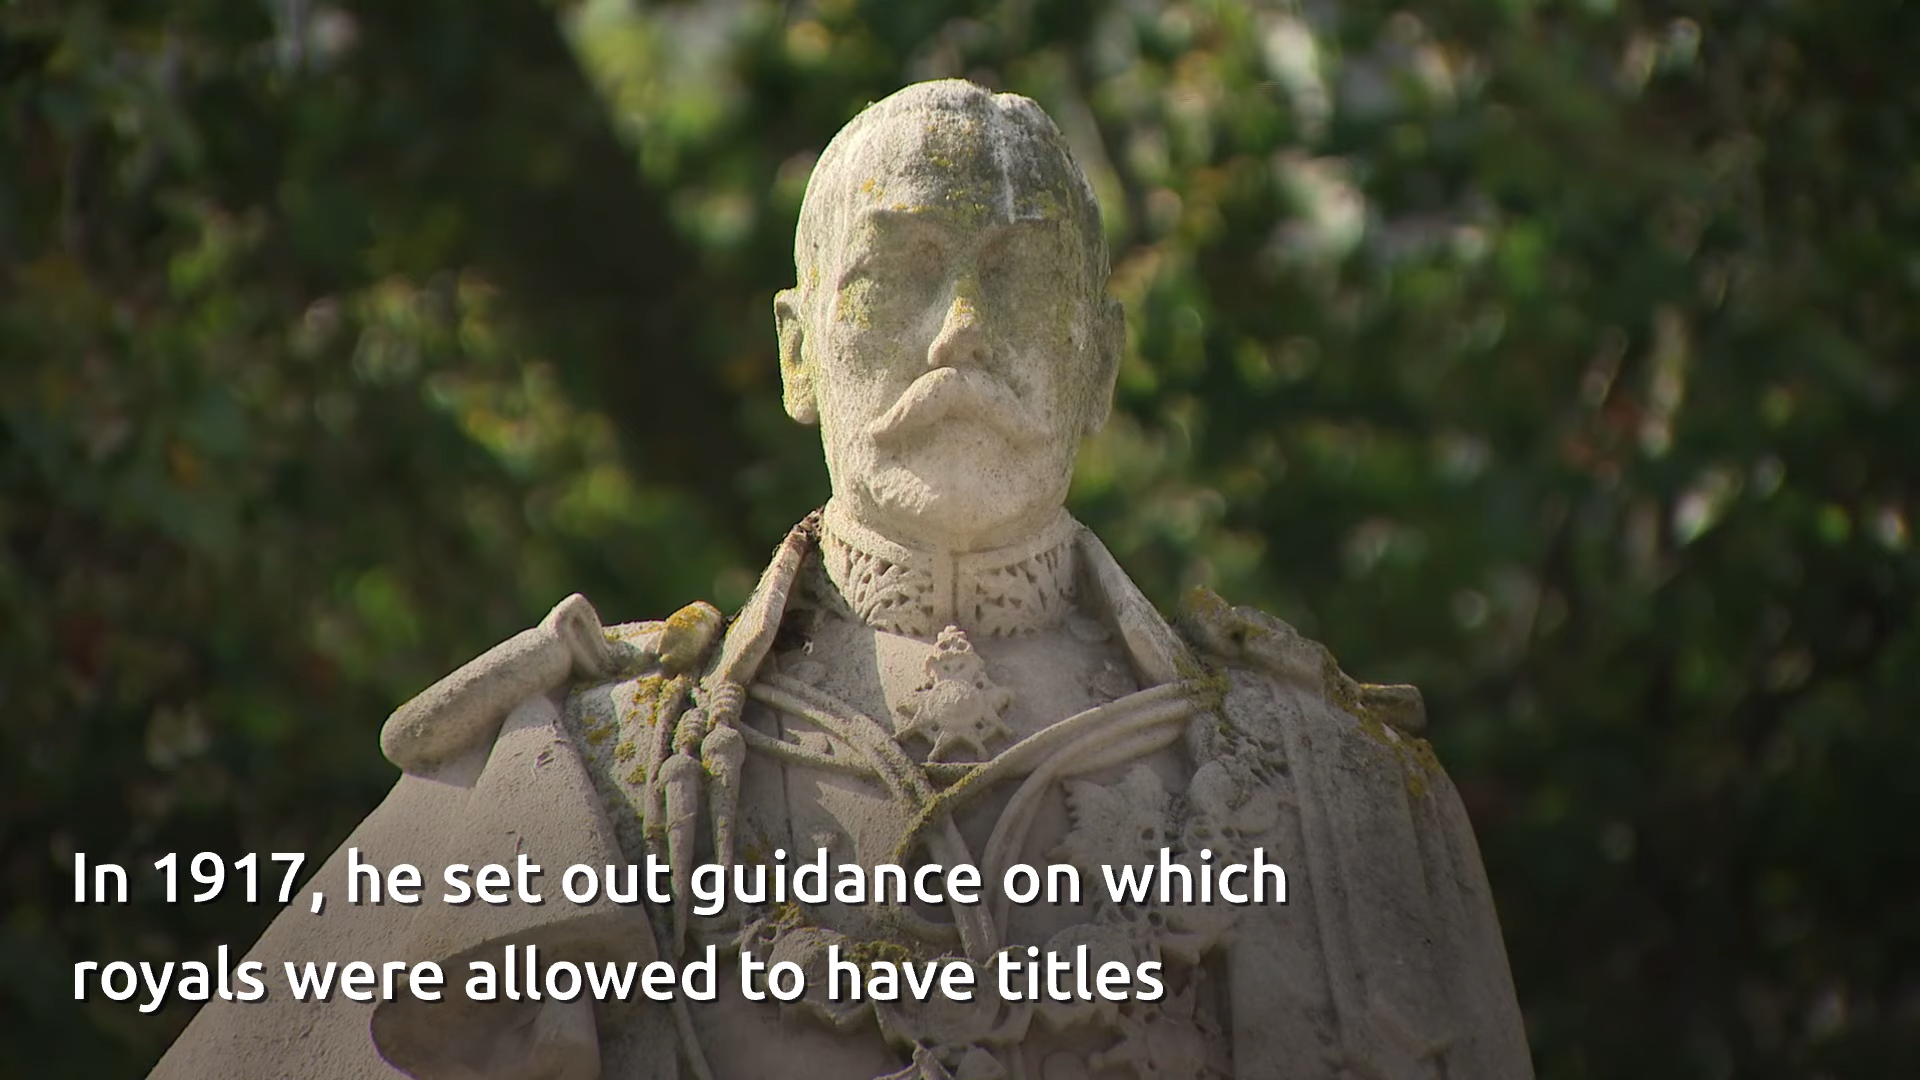 In 1917, he set out guidance on which
royals were allowed to have titles